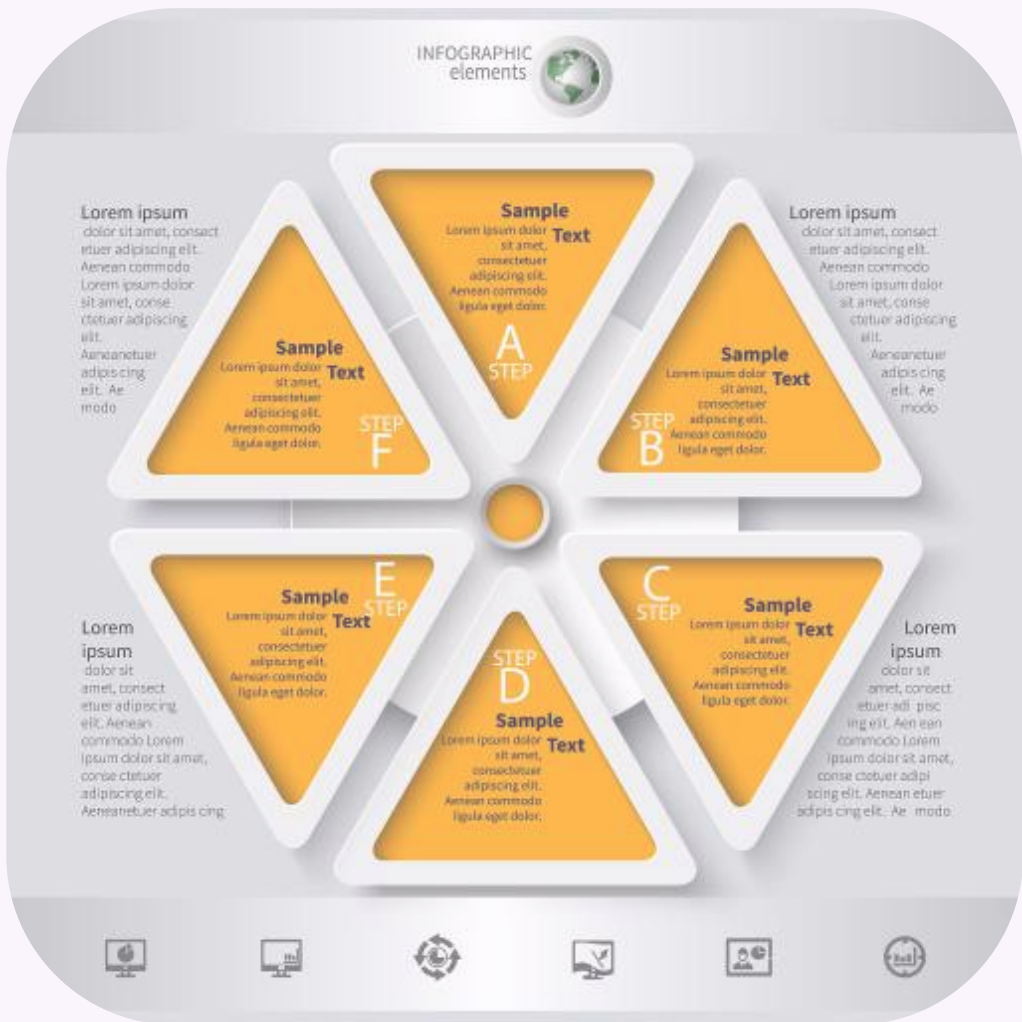 INFOGRAPHIC
elements
Lorem ipsum
dolor sit amet, consect
etuer adipiscing elit.
Aenean commodo
Lorem ipsum dolor
sit amet, conse
ctetuer adipiscing
elit.
Aeneanetuer
adipis cing
elit. Ae
modo
Sample
Text
Lorem ipsum dolor
sit amet,
consectetuer
adipiscing elit.
Aenean commodo
ligula eget dolor.
A
STEP
Lorem ipsum
dolor sit amet, consect
etuer adipiscing elit.
Aenean commodo
Lorem ipsum dolor
sit amet, conse
ctetuer adipiscing
elit.
Aeneanetuer
adipis cing
elit. Ae
modo
Sample
Text
Lorem ipsum dolor
sit amet,
consectetuer
adipiscing elit.
Aenean commodo
ligula eget dolor.
STEP
F
Sample
Text
Lorem ipsum dolor
sit amet,
consectetuer
adipiscing elit.
Aenean commodo
ligula eget dolor.
STEP
B
E
STEP
Sample
Text
Lorem ipsum dolor
sit amet,
consectetuer
adipiscing elit.
Aenean commodo
ligula eget dolor.
C
STEP
Sample
Text
Lorem ipsum dolor
sit amet,
consectetuer
adipiscing elit.
Aenean commodo
ligula eget dolor.
Lorem
ipsum
dolor sit
amet, consect
etuer adipiscing
elit. Aenean
commodo Lorem
ipsum dolor sit amet,
conse ctetuer
adipiscing elit.
Aeneanetuer adipis cing
STEP
D
Sample
Text
Lorem ipsum dolor
sit amet,
consectetuer
adipiscing elit.
Aenean commodo
ligula eget dolor.
Lorem
ipsum
dolor sit
amet, consect
etuer adi pisc
ing elit. Aen ean
commodo Lorem
ipsum dolor sit amet,
conse ctetuer adipi
scing elit. Aenean etuer
adipis cing elit. Ae modo